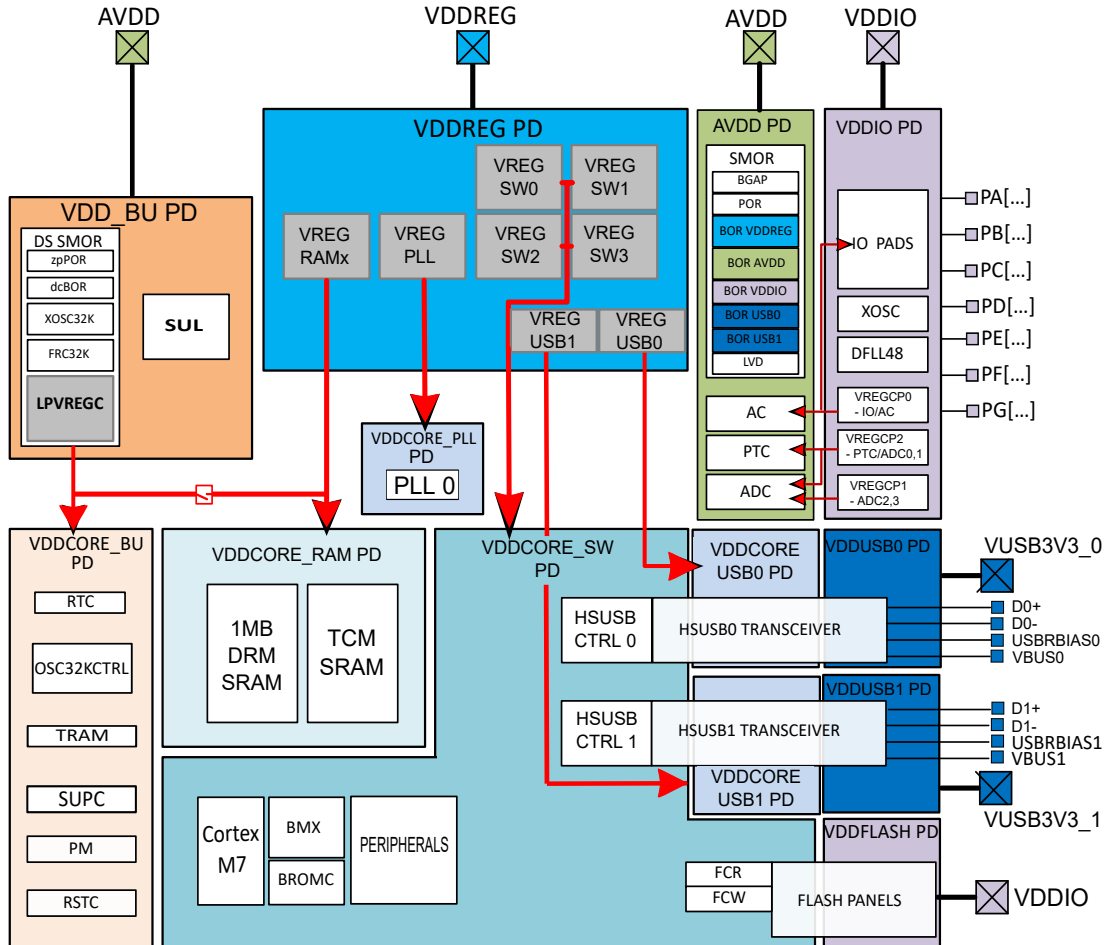 AVDD
VDDREG
AVDD
VDDIO
VDD_BU PD
DS SMOR
zpPOR
dcBOR
XOSC32K
FRC32K
LPVREGC
SUL
VDDREG PD
VREG
SW0
VREG
SW1
VREG
RAMx
VREG
PLL
VREG
SW2
VREG
SW3
VREG
USB1
VREG
USB0
AVDD PD
SMOR
BGAP
POR
BOR VDDREG
BOR AVDD
BOR VDDIO
BOR USB0
BOR USB1
LVD
AC
PTC
ADC
VDDIO PD
IO PADS
XOSC
DFLL48
VREGCP0
- IO/AC
VREGCP2
- PTC/ADC0,1
VREGCP1
- ADC2,3
PA[...]
PB[...]
PC[...]
PD[...]
PE[...]
PF[...]
PG[...]
VDDCORE_PLL
PD
PLL 0
VDDCORE_BU
PD
RTC
OSC32KCTRL
TRAM
SUPC
PM
RSTC
VDDCORE_RAM PD
1MB
DRM
SRAM
TCM
SRAM
VDDCORE_SW
PD
HSUSB
CTRL 0
HSUSB0 TRANSCEIVER
VDDCORE
USB0 PD
VDDUSB0 PD
VUSB3V3_0
D0+
D0-
USBRBIAS0
VBUS0
HSUSB
CTRL 1
HSUSB1 TRANSCEIVER
VDDCORE
USB1 PD
VDDUSB1 PD
D1+
D1-
USBRBIAS1
VBUS1
VUSB3V3_1
Cortex
M7
BMX
BROMC
PERIPHERALS
VDDFLASH PD
FCR
FCW
FLASH PANELS
VDDIO